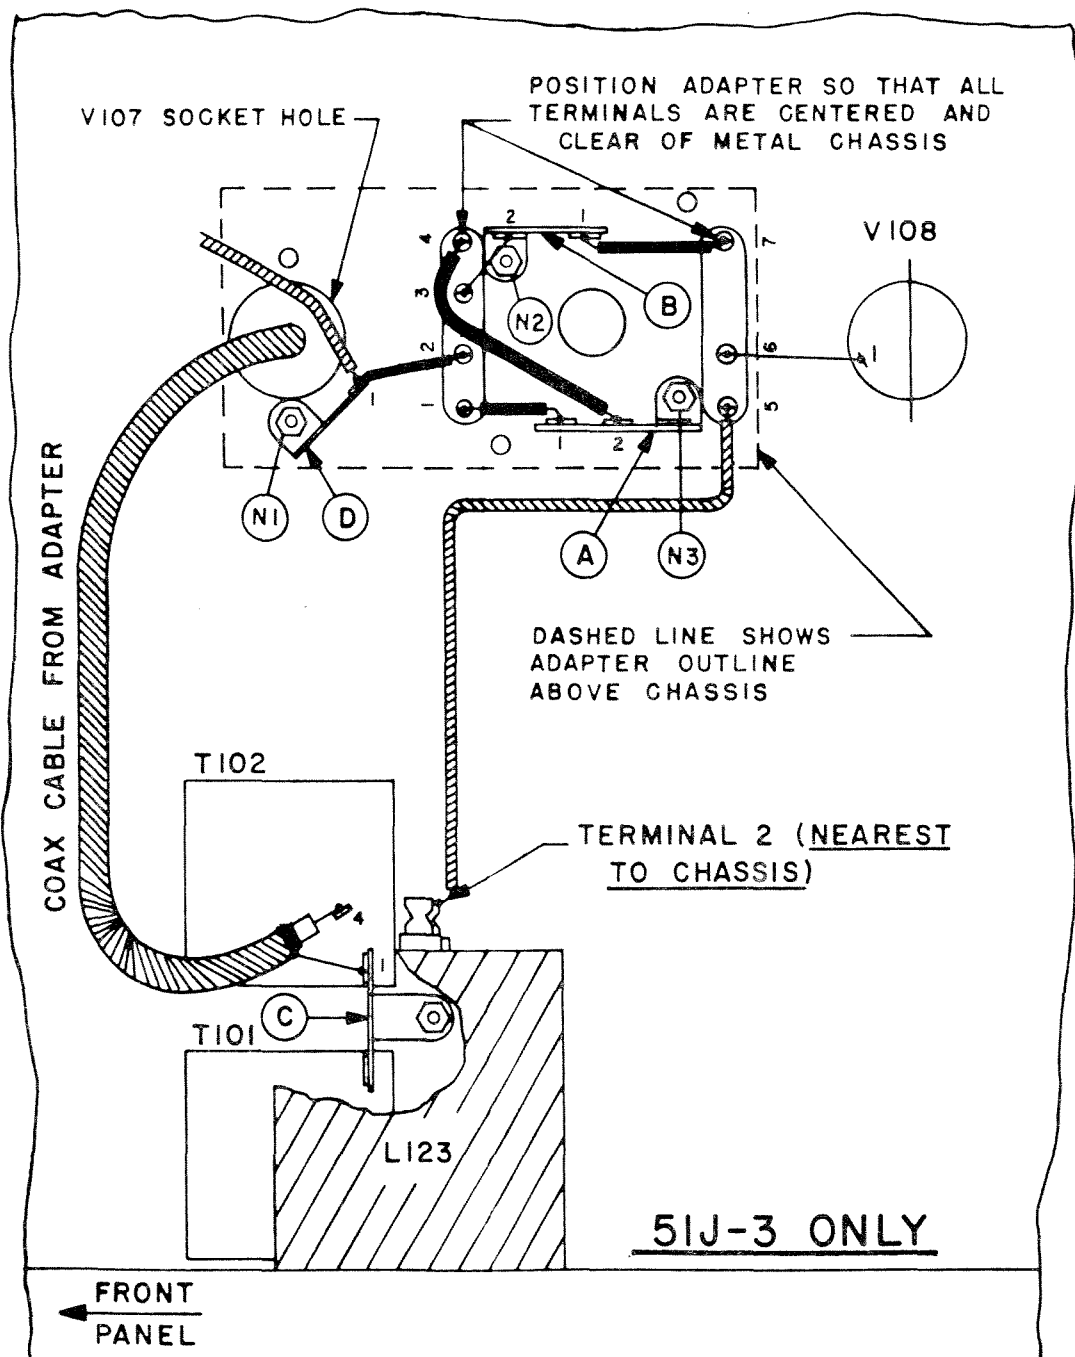 POSITION ADAPTER SO THAT ALL
TERMINALS ARE CENTERED AND
CLEAR OF METAL CHASSIS
V107 SOCKET HOLE
V108
4
3
2
1
2
1
7
6
5
1
1
1
2
B
N2
N1
D
A
N3
COAX CABLE FROM ADAPTER
DASHED LINE SHOWS
ADAPTER OUTLINE
ABOVE CHASSIS
T102
TERMINAL 2 (NEAREST
TO CHASSIS)
4
1
C
T101
L123
51J-3 ONLY
FRONT
PANEL